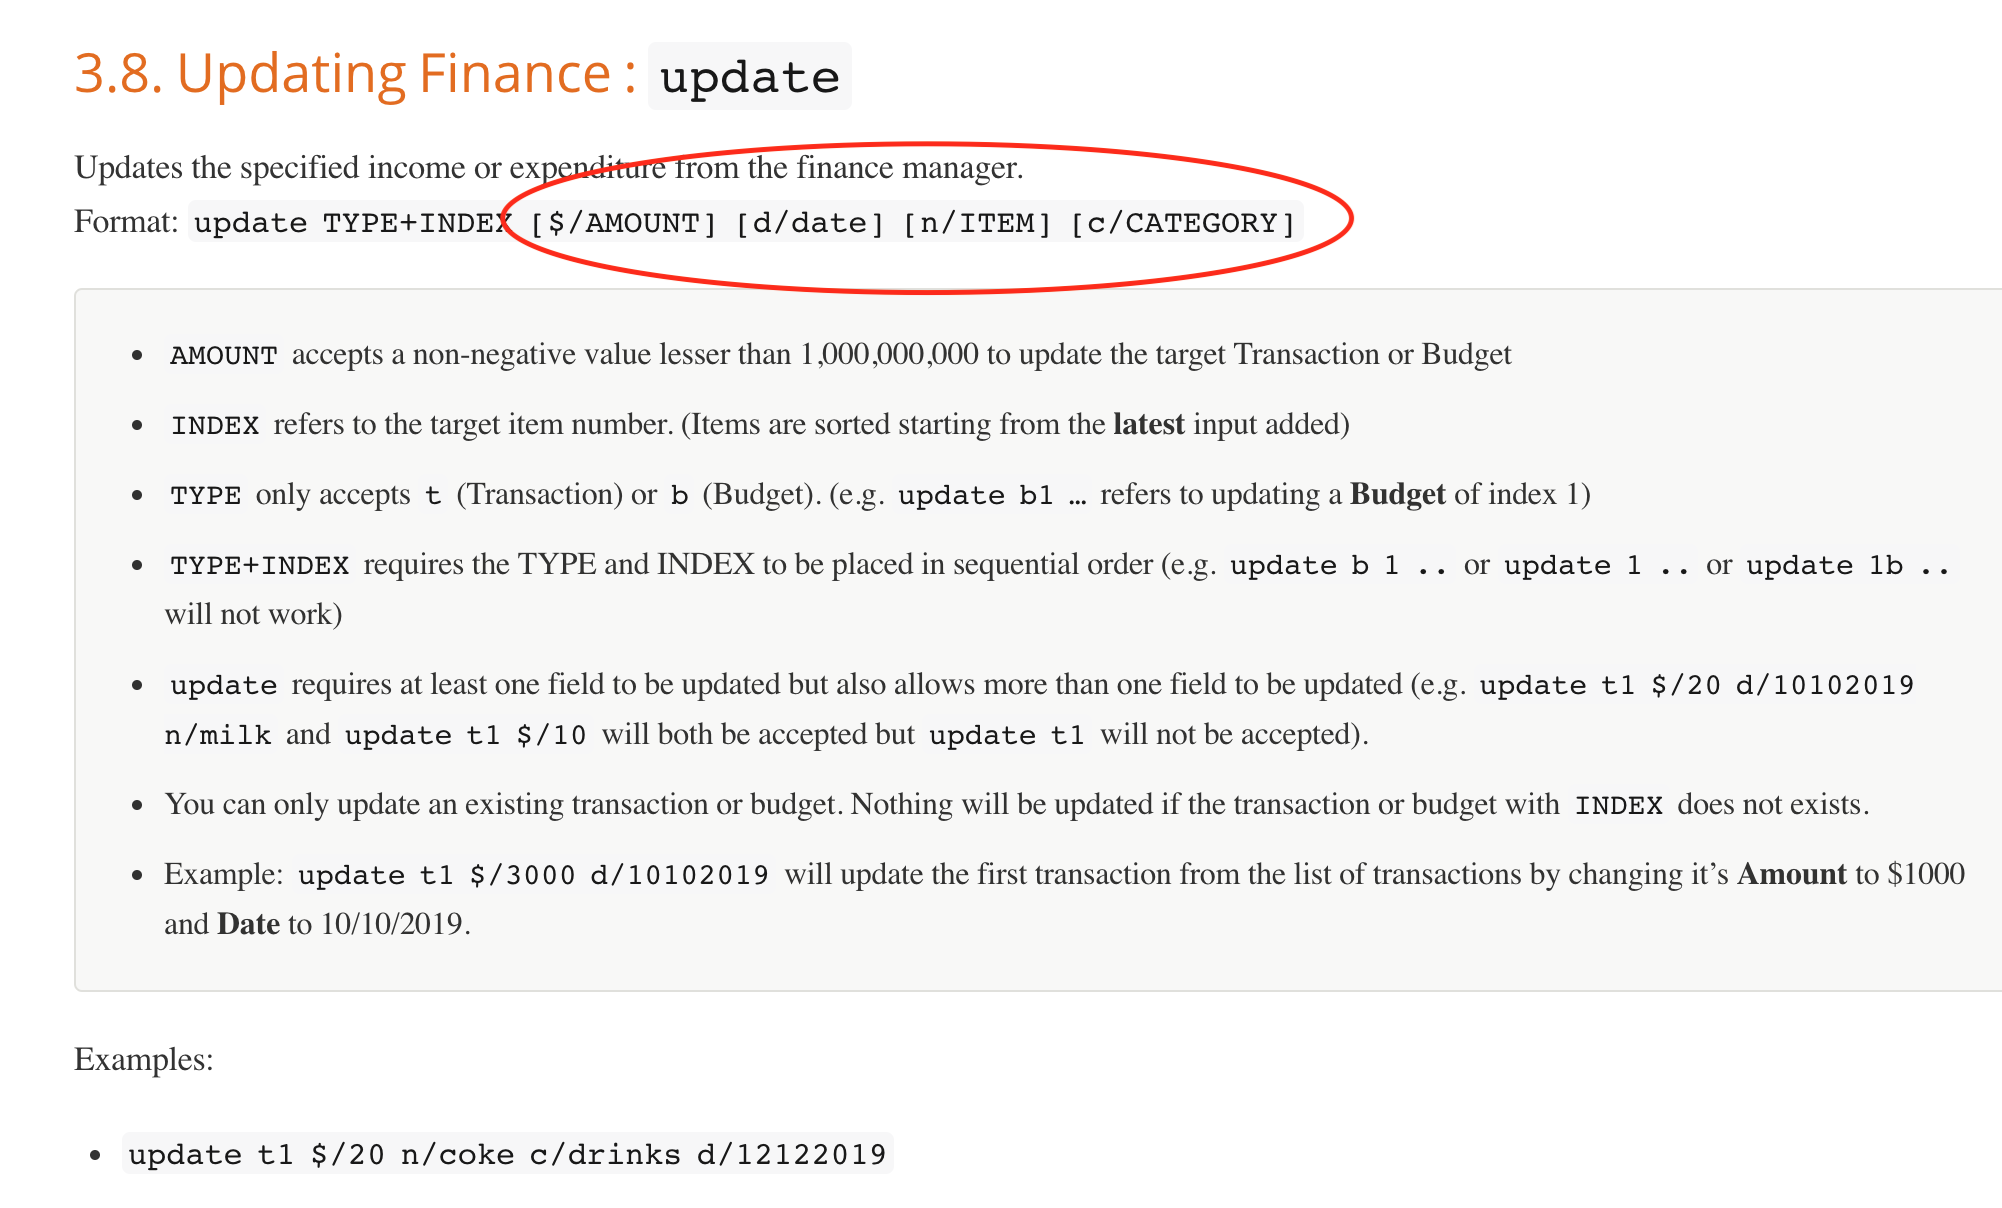 3.8. Updating Finance : update
Updates the specified income or expenditure from the finance manager.
Format: update TYPE+INDEX [$/AMOUNT] [d/date] [n/ITEM] [c/CATEGORY]
• AMOUNT accepts a non-negative value lesser than 1,000,000,000 to update the target Transaction or Budget
• INDEX refers to the target item number. (Items are sorted starting from the latest input added)
• TYPE only accepts t (Transaction) or b (Budget). (e.g. update b1 … refers to updating a Budget of index 1)
• TYPE+INDEX requires the TYPE and INDEX to be placed in sequential order (e.g. update b 1 .. or update 1 .. or update 1b ..
will not work)
• update requires at least one field to be updated but also allows more than one field to be updated (e.g. update t1 $/20 d/10102019
n/milk and update t1 $/10 will both be accepted but update t1 will not be accepted).
• You can only update an existing transaction or budget. Nothing will be updated if the transaction or budget with INDEX does not exists.
• Example: update t1 $/3000 d/10102019 will update the first transaction from the list of transactions by changing it’s Amount to $1000
and Date to 10/10/2019.
Examples:
• update t1 $/20 n/coke c/drinks d/12122019